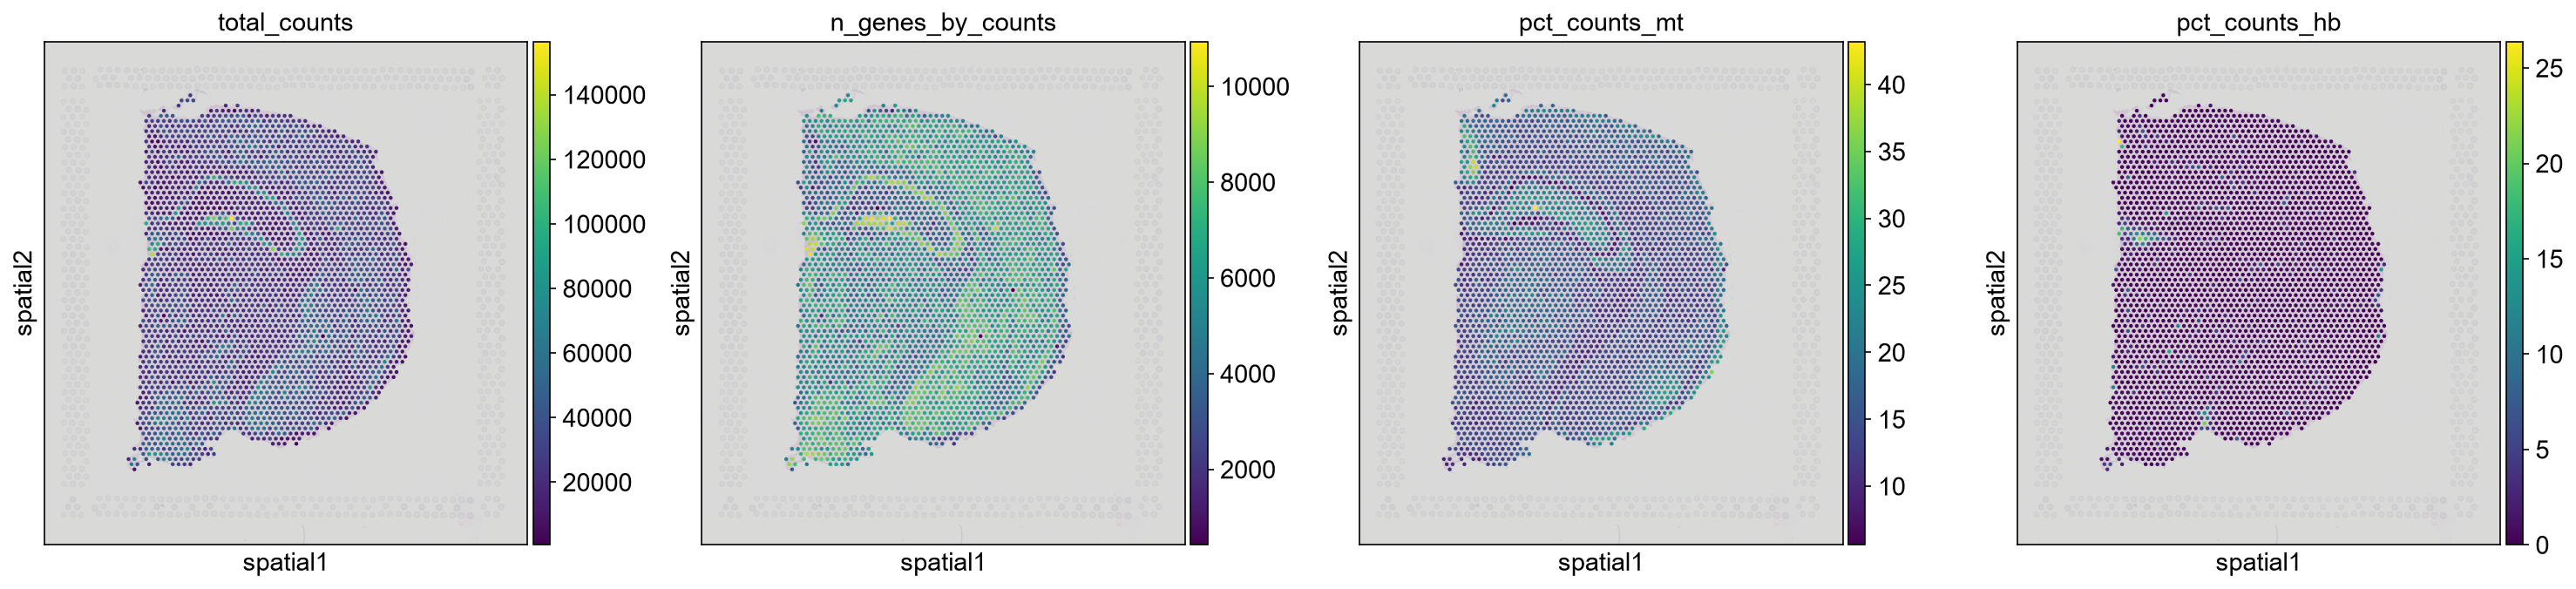 total_counts
spatial2
spatial1
140000
120000
100000
80000
60000
40000
20000
n_genes_by_counts
spatial2
spatial1
10000
8000
6000
4000
2000
pct_counts_mt
spatial2
spatial1
40
35
30
25
20
15
10
pct_counts_hb
spatial2
spatial1
25
20
15
10
5
0